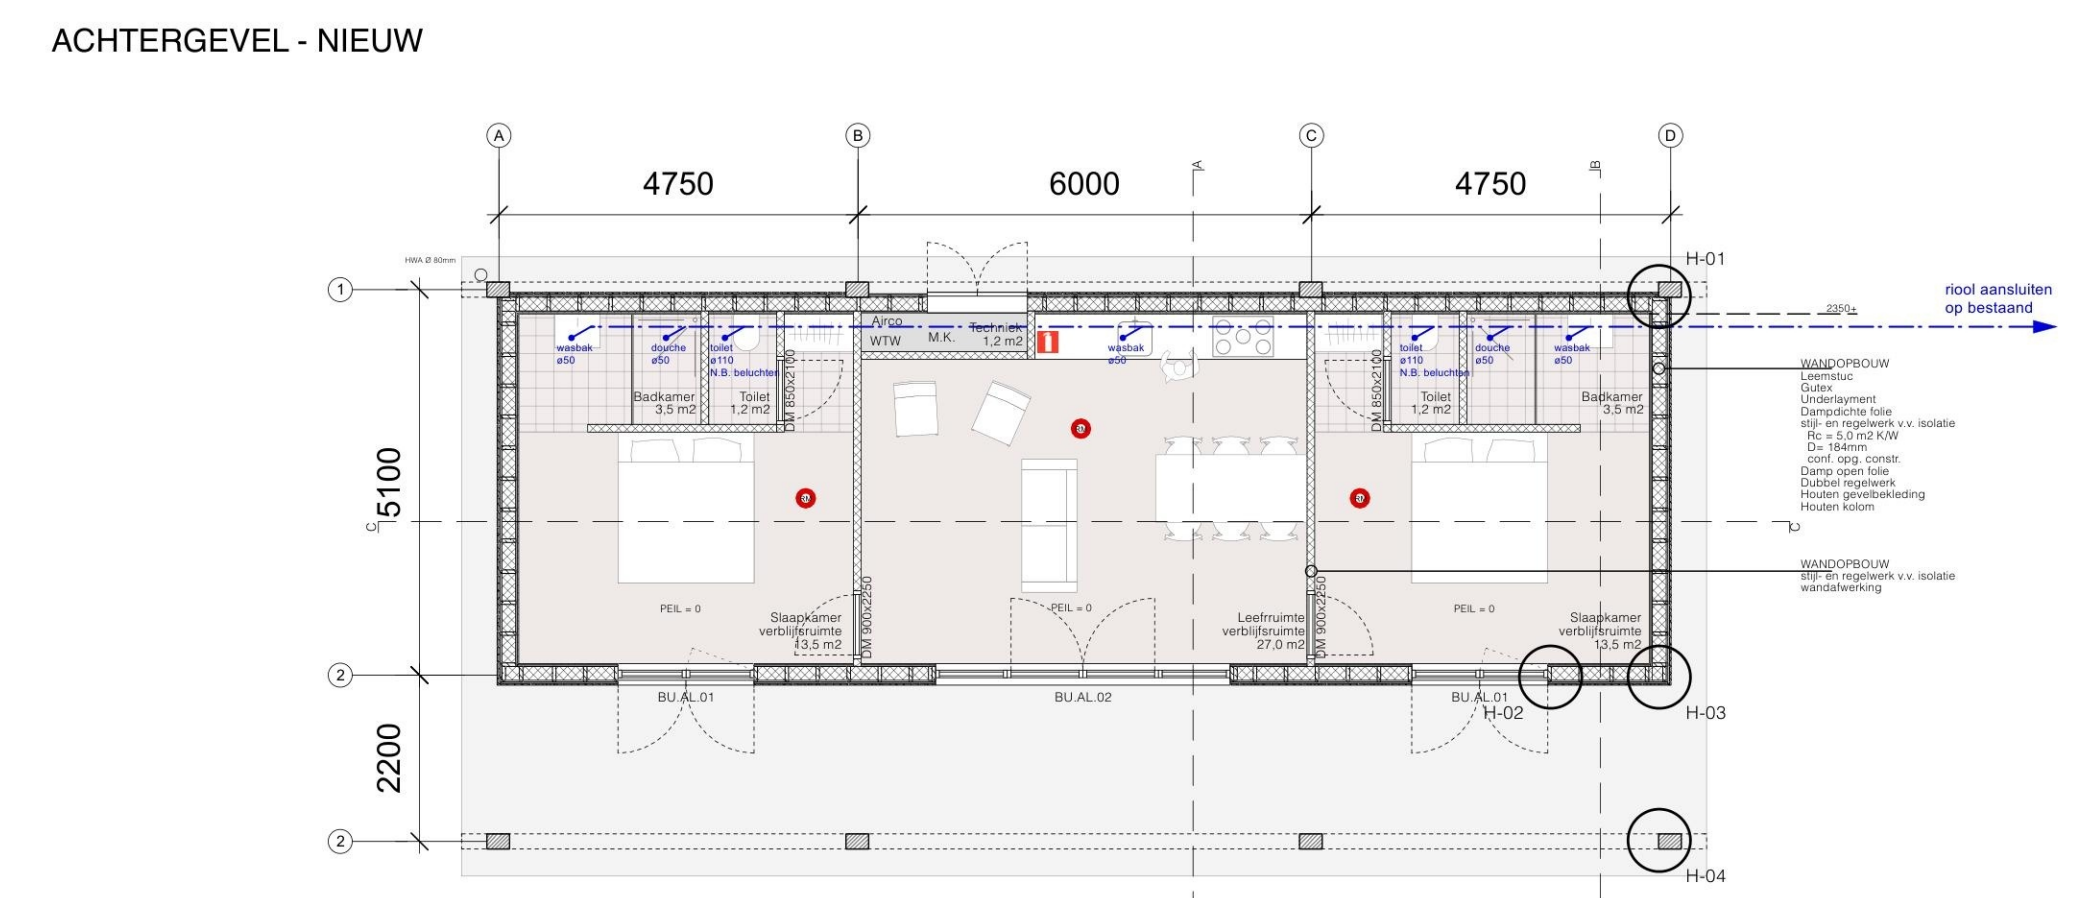 ACHTERGEVEL - NIEUW
A
B
C
D
4750
6000
4750
A
B
HWA Ø 80mm
H-01
1
riool aansluiten
op bestaand
2350+
Airco
WTW
M.K.
Techniek
1,2 m2
wasbak
ø50
douche
ø50
toilet
ø110
N.B. beluchten
wasbak
ø50
toilet
ø110
N.B. beluchten
douche
ø50
wasbak
ø50
DM 850x2100
DM 850x2100
Badkamer
3,5 m2
Toilet
1,2 m2
Toilet
1,2 m2
Badkamer
3,5 m2
WANDOPBOUW
Leemstuc
Gutex
Underlayment
Dampdichte folie
stijl- en regelwerk v.v. isolatie
Rc = 5,0 m2 K/W
D= 184mm
conf. opg. constr.
Damp open folie
Dubbel regelwerk
Houten gevelbekleding
Houten kolom
5100
C
C
WANDOPBOUW
stijl- en regelwerk v.v. isolatie
wandafwerking
DM 900x2250
DM 900x2250
PEIL = 0
PEIL = 0
PEIL = 0
Slaapkamer
verblijfsruimte
13,5 m2
Leefrruimte
verblijfsruimte
27,0 m2
Slaapkamer
verblijfsruimte
13,5 m2
2
BU.AL.01
BU.AL.02
BU.AL.01
H-02
H-03
2200
2
H-04